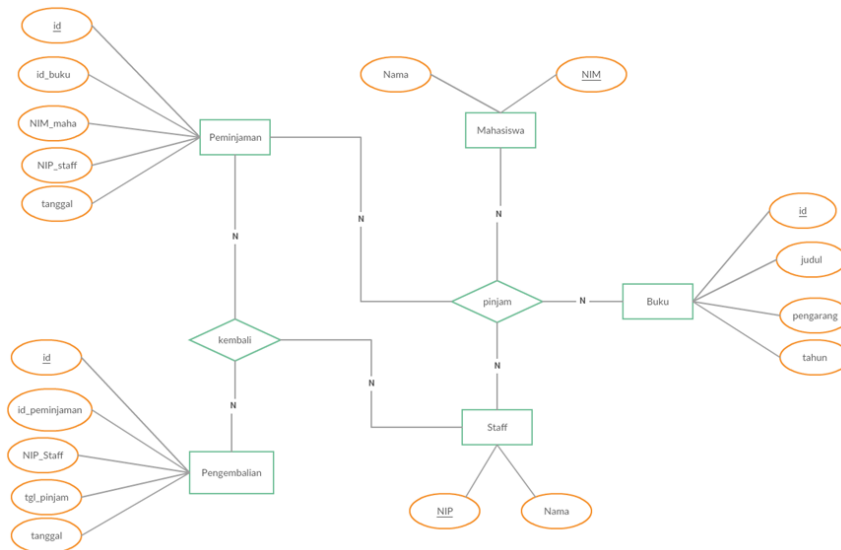 id
id_buku
NIM_maha
NIP_staff
tanggal
Peminjaman
Nama
NIM
Mahasiswa
N
N
N
id
judul
pengarang
tahun
Buku
N
pinjam
kembali
N
N
N
id
id_peminjaman
NIP_Staff
tgl_pinjam
tanggal
Pengembalian
Staff
NIP
Nama